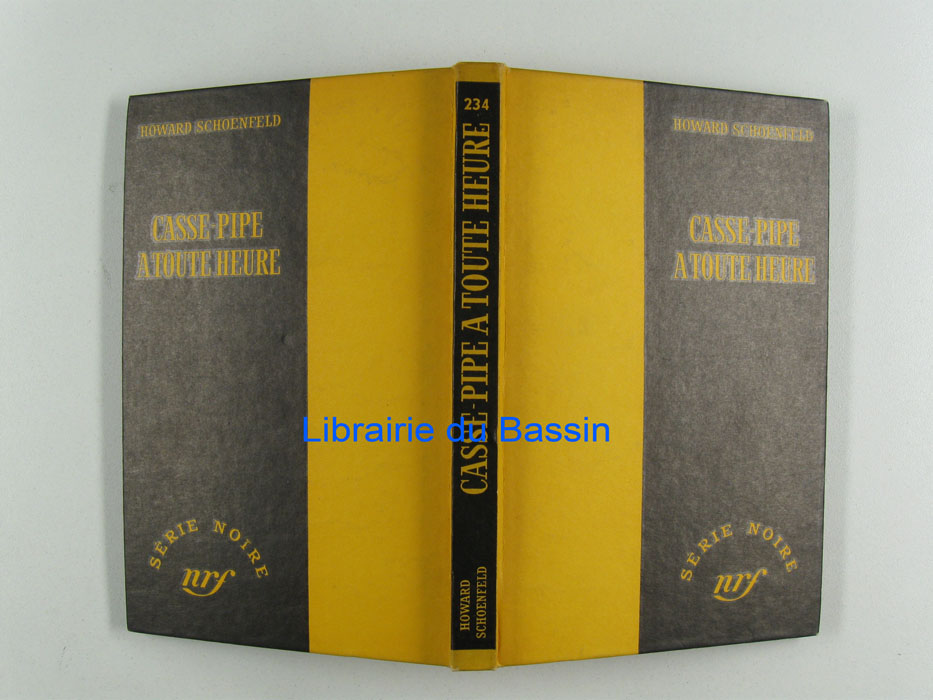 HOWARD SCHOENFELD
CASSE-PIPE
A TOUTE HEURE
SÉRIE NOIRE
nrf
234
CASSE-PIPE A TOUTE HEURE
HOWARD
SCHOENFELD
HOWARD SCHOENFELD
CASSE-PIPE
A TOUTE HEURE
SÉRIE NOIRE
nrf
Librairie du Bassin